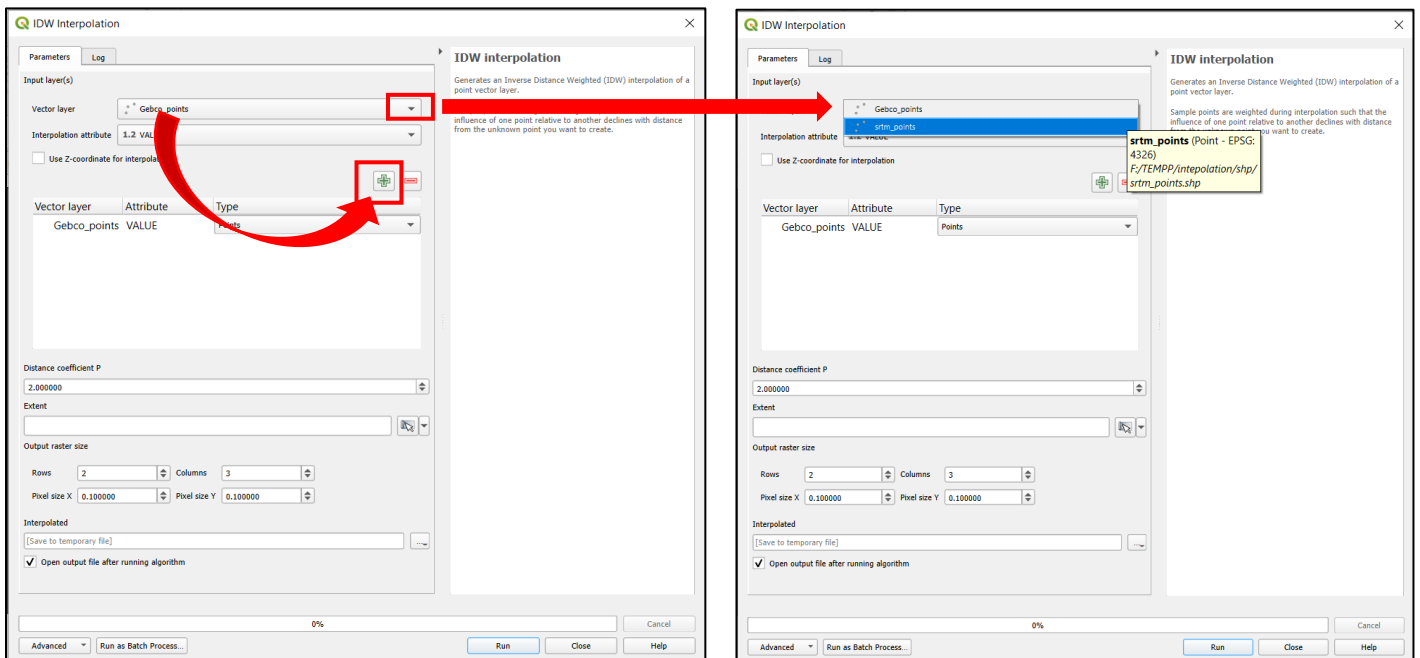 IDW Interpolation
Parameters
Log
Input layer(s)
Vector layer
Gebco_points
Interpolation attribute
1.2 VAL
Use Z-coordinate for interpola
Vector layer
Attribute
Type
Gebco_points
VALUE
Points
Distance coefficient P
2.000000
Extent
Output raster size
Rows
2
Columns
3
Pixel size X
0.100000
Pixel size Y
0.100000
Interpolated
[Save to temporary file]
...
Open output file after running algorithm
0%
Cancel
Advanced
Run as Batch Process...
Run
Close
Help
IDW interpolation
Generates an Inverse Distance Weighted (IDW) interpolation of a
point vector layer.
influence of one point relative to another declines with distance
from the unknown point you want to create.
IDW Interpolation
Parameters
Log
Input layer(s)
Gebco_points
srtm_points
Interpolation attribute
1.2 VALUE
Use Z-coordinate for interpolation
Vector layer
Attribute
Type
Gebco_points
VALUE
Points
Distance coefficient P
2.000000
Extent
Output raster size
Rows
2
Columns
3
Pixel size X
0.100000
Pixel size Y
0.100000
Interpolated
[Save to temporary file]
...
Open output file after running algorithm
0%
Cancel
Advanced
Run as Batch Process...
Run
Close
Help
IDW interpolation
Generates an Inverse Distance Weighted (IDW) interpolation of a
point vector layer.
Sample points are weighted during interpolation such that the
influence of one point relative to another declines with distance
from the unknown point you want to create.
srtm_points (Point - EPSG:
4326)
F:/TEMPP/intepolation/shp/
srtm_points.shp